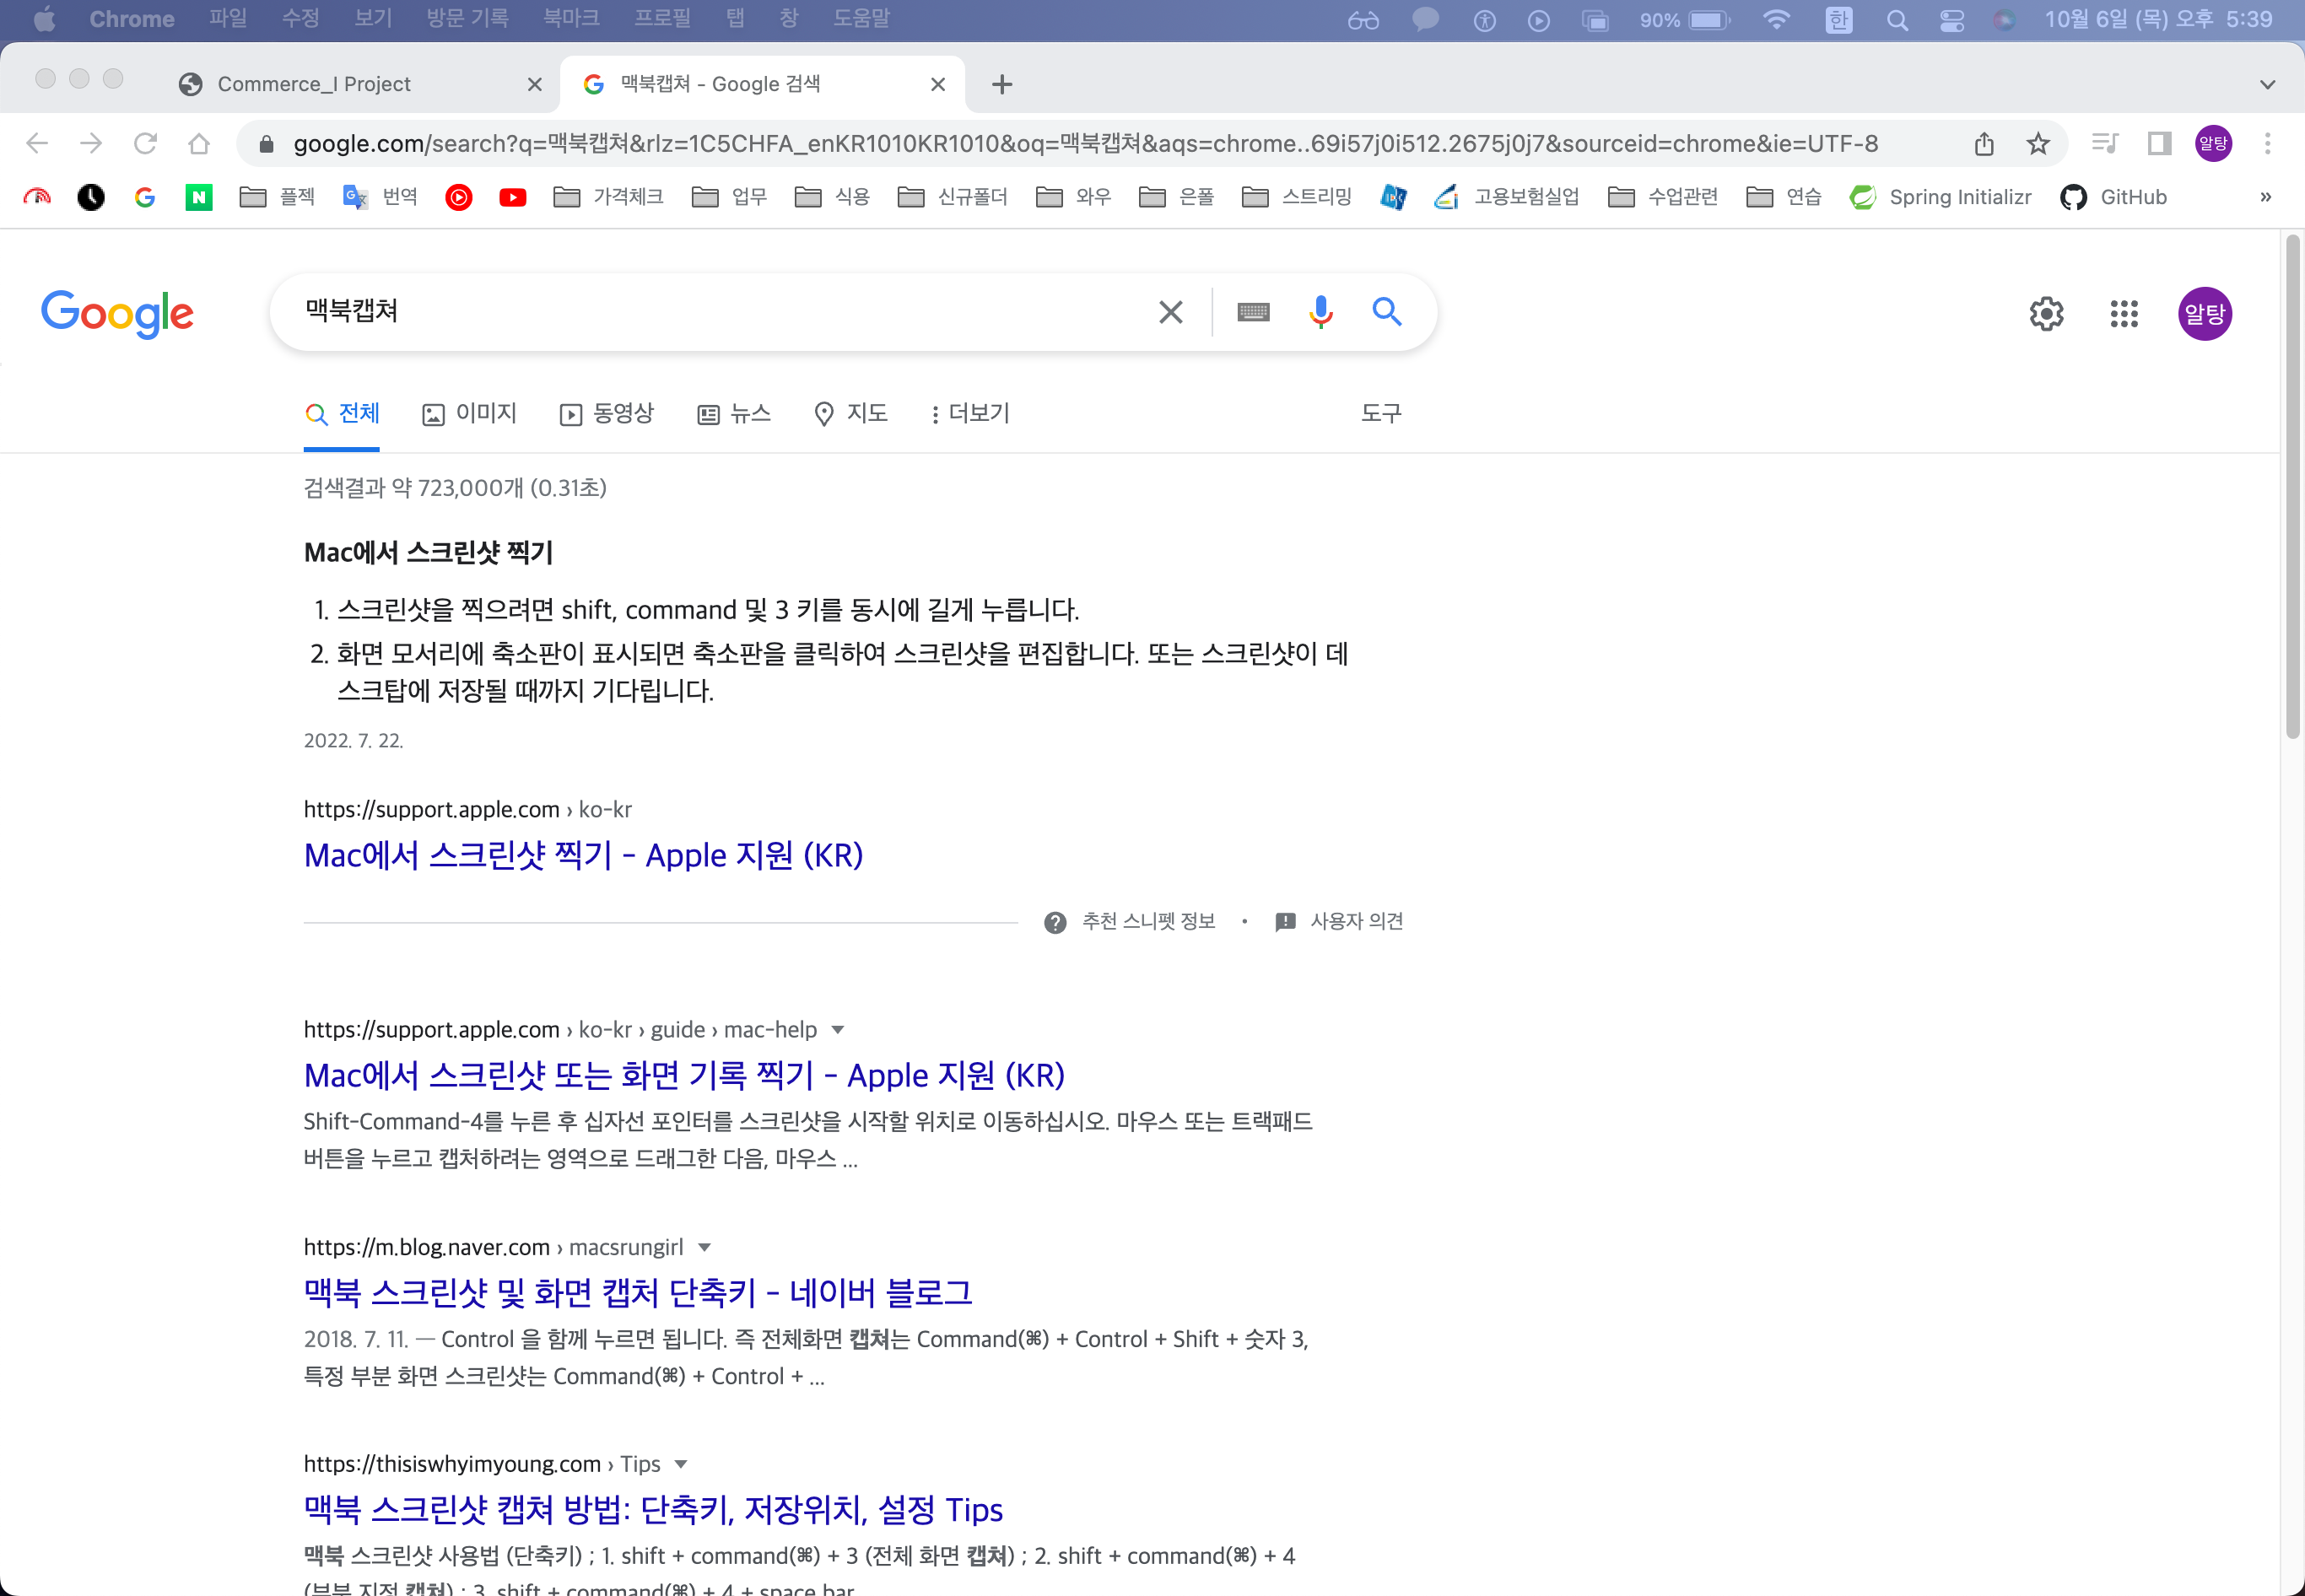 Chrome 파일 수정 보기 방문 기록 북마크 프로필 탭 창 도움말 90% 한 10월 6일 (목) 오후 5:39
Commerce_I Project 맥북캡쳐 - Google 검색
google.com/search?q=맥북캡쳐&rlz=1C5CHFA_enKR1010KR1010&oq=맥북캡쳐&aqs=chrome..69i57j0i512.2675j0j7&sourceid=chrome&ie=UTF-8 알탕
N 플젝 번역 가격체크 업무 식용 신규폴더 와우 은폴 스트리밍 고용보험실업 수업관련 연습 Spring Initializr GitHub »
Google 맥북캡쳐 알탕
전체 이미지 동영상 뉴스 지도 더보기 도구
검색결과 약 723,000개 (0.31초)
Mac에서 스크린샷 찍기
1. 스크린샷을 찍으려면 shift, command 및 3 키를 동시에 길게 누릅니다.
2. 화면 모서리에 축소판이 표시되면 축소판을 클릭하여 스크린샷을 편집합니다. 또는 스크린샷이 데
스크탑에 저장될 때까지 기다립니다.
2022. 7. 22.
https://support.apple.com › ko-kr
Mac에서 스크린샷 찍기 - Apple 지원 (KR)
추천 스니펫 정보 • 사용자 의견
https://support.apple.com › ko-kr › guide › mac-help
Mac에서 스크린샷 또는 화면 기록 찍기 - Apple 지원 (KR)
Shift-Command-4를 누른 후 십자선 포인터를 스크린샷을 시작할 위치로 이동하십시오. 마우스 또는 트랙패드
버튼을 누르고 캡처하려는 영역으로 드래그한 다음, 마우스 ...
https://m.blog.naver.com › macsrungirl
맥북 스크린샷 및 화면 캡처 단축키 - 네이버 블로그
2018. 7. 11. — Control 을 함께 누르면 됩니다. 즉 전체화면 캡쳐는 Command(⌘) + Control + Shift + 숫자 3,
특정 부분 화면 스크린샷는 Command(⌘) + Control + ...
https://thisiswhyimyoung.com › Tips
맥북 스크린샷 캡쳐 방법: 단축키, 저장위치, 설정 Tips
맥북 스크린샷 사용법 (단축키) ; 1. shift + command(⌘) + 3 (전체 화면 캡쳐) ; 2. shift + command(⌘) + 4
(부분 지정 캡쳐) ; 3. shift + command(⌘) + 4 + space bar